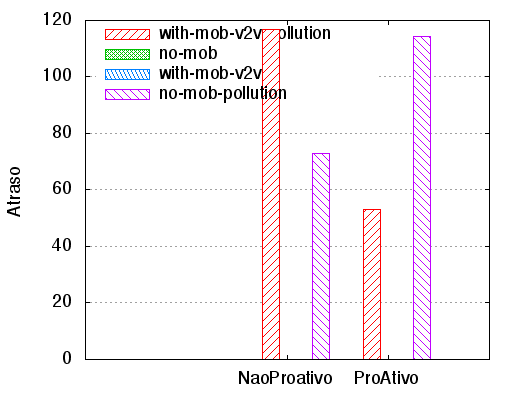 120
100
80
60
40
20
0
Atraso
with-mob-v2v-pollution
no-mob
with-mob-v2v
no-mob-pollution
NaoProativo ProAtivo